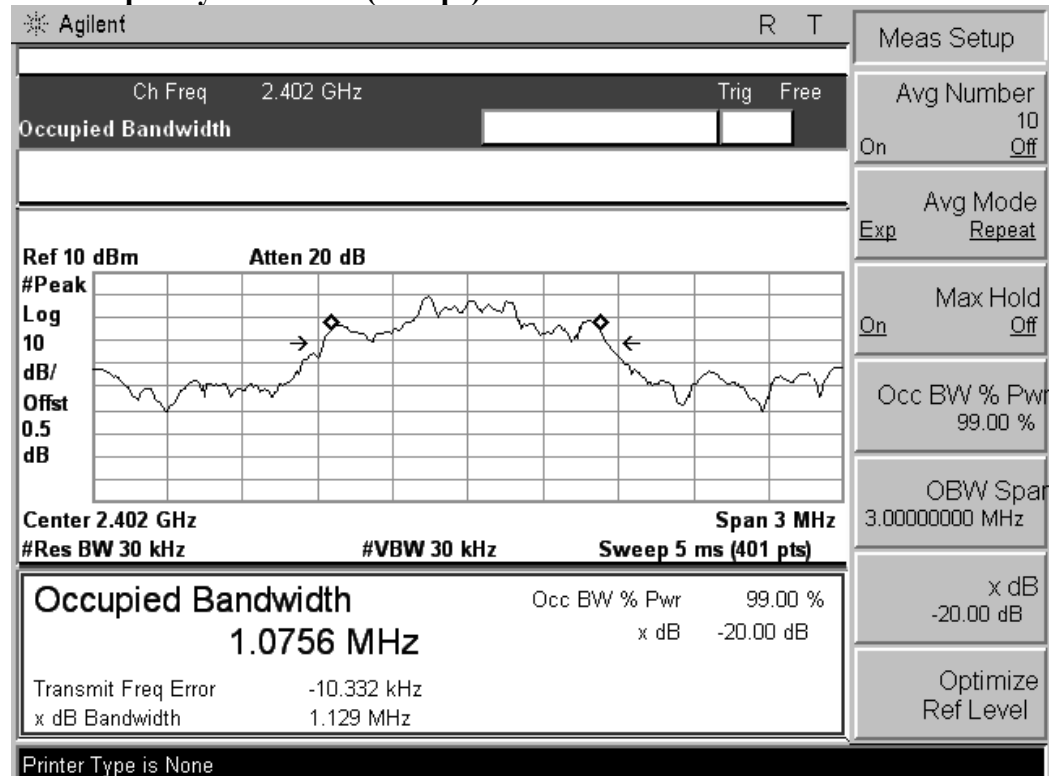 Agilent R T
Meas Setup
Ch Freq 2.402 GHz Trig Free
Occupied Bandwidth
Avg Number
10
On Off
Avg Mode
Exp Repeat
Max Hold
On Off
Occ BW % Pwr
99.00 %
OBW Span
3.00000000 MHz
x dB
-20.00 dB
Optimize
Ref Level
Ref 10 dBm Atten 20 dB
#Peak
Log
10
dB/
Offst
0.5
dB
Center 2.402 GHz Span 3 MHz
#Res BW 30 kHz #VBW 30 kHz Sweep 5 ms (401 pts)
Occupied Bandwidth Occ BW % Pwr 99.00 %
1.0756 MHz x dB -20.00 dB
Transmit Freq Error -10.332 kHz
x dB Bandwidth 1.129 MHz
Printer Type is None